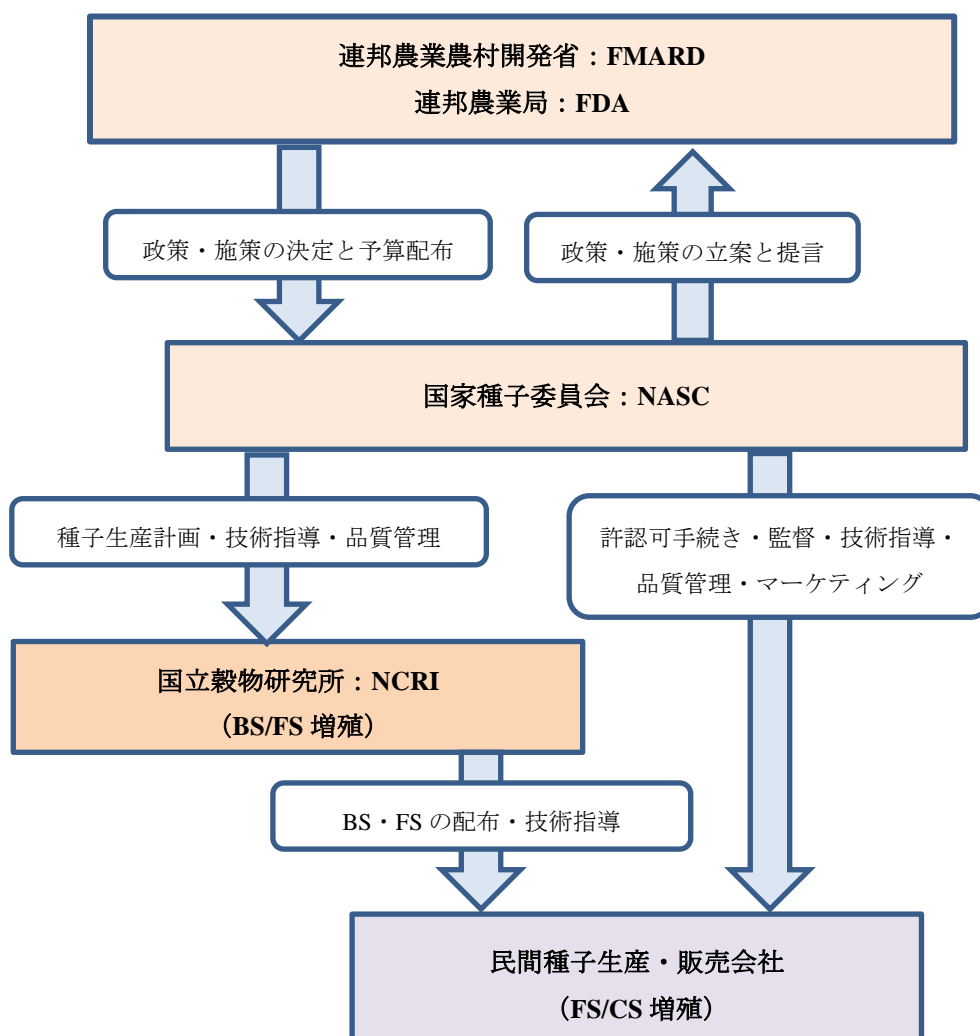 連邦農業農村開発省：FMARD
連邦農業局：FDA
政策・施策の決定と予算配布
政策・施策の立案と提言
国家種子委員会：NASC
種子生産計画・技術指導・品質管理
許認可手続き・監督・技術指導・
品質管理・マーケティング
国立穀物研究所：NCRI
（BS/FS 増殖）
BS・FS の配布・技術指導
民間種子生産・販売会社
（FS/CS 増殖）